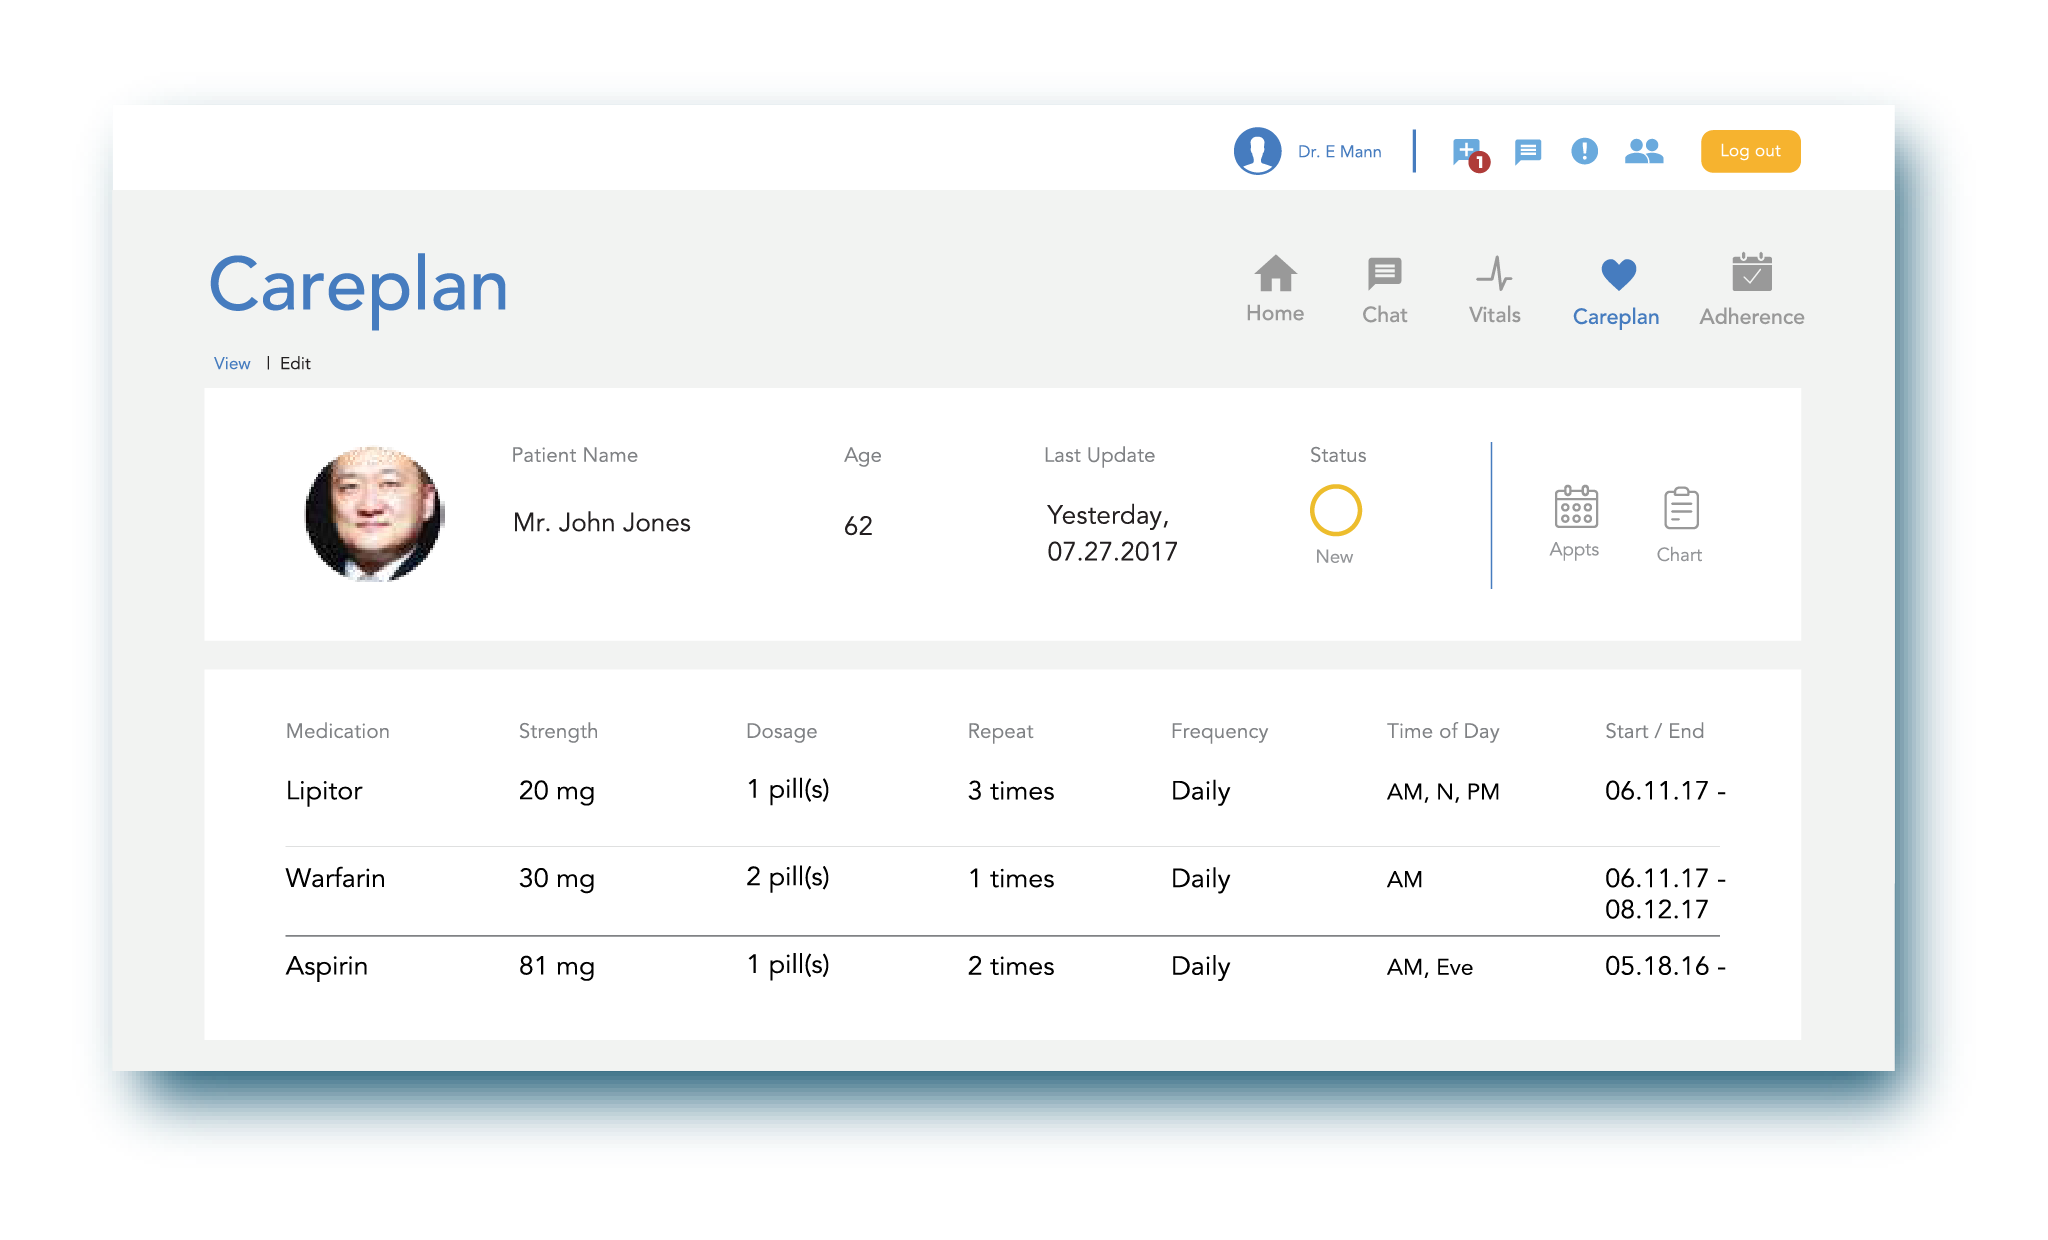 Dr. E Mann
1
Log out
Careplan
Home Chat Vitals Careplan Adherence
View | Edit
Patient Name Age Last Update Status
Mr. John Jones 62 Yesterday,
07.27.2017
New
Appts Chart
Medication Strength Dosage Repeat Frequency Time of Day Start / End
Lipitor 20 mg 1 pill(s) 3 times Daily AM, N, PM 06.11.17 -
Warfarin 30 mg 2 pill(s) 1 times Daily AM 06.11.17 -
08.12.17
Aspirin 81 mg 1 pill(s) 2 times Daily AM, Eve 05.18.16 -